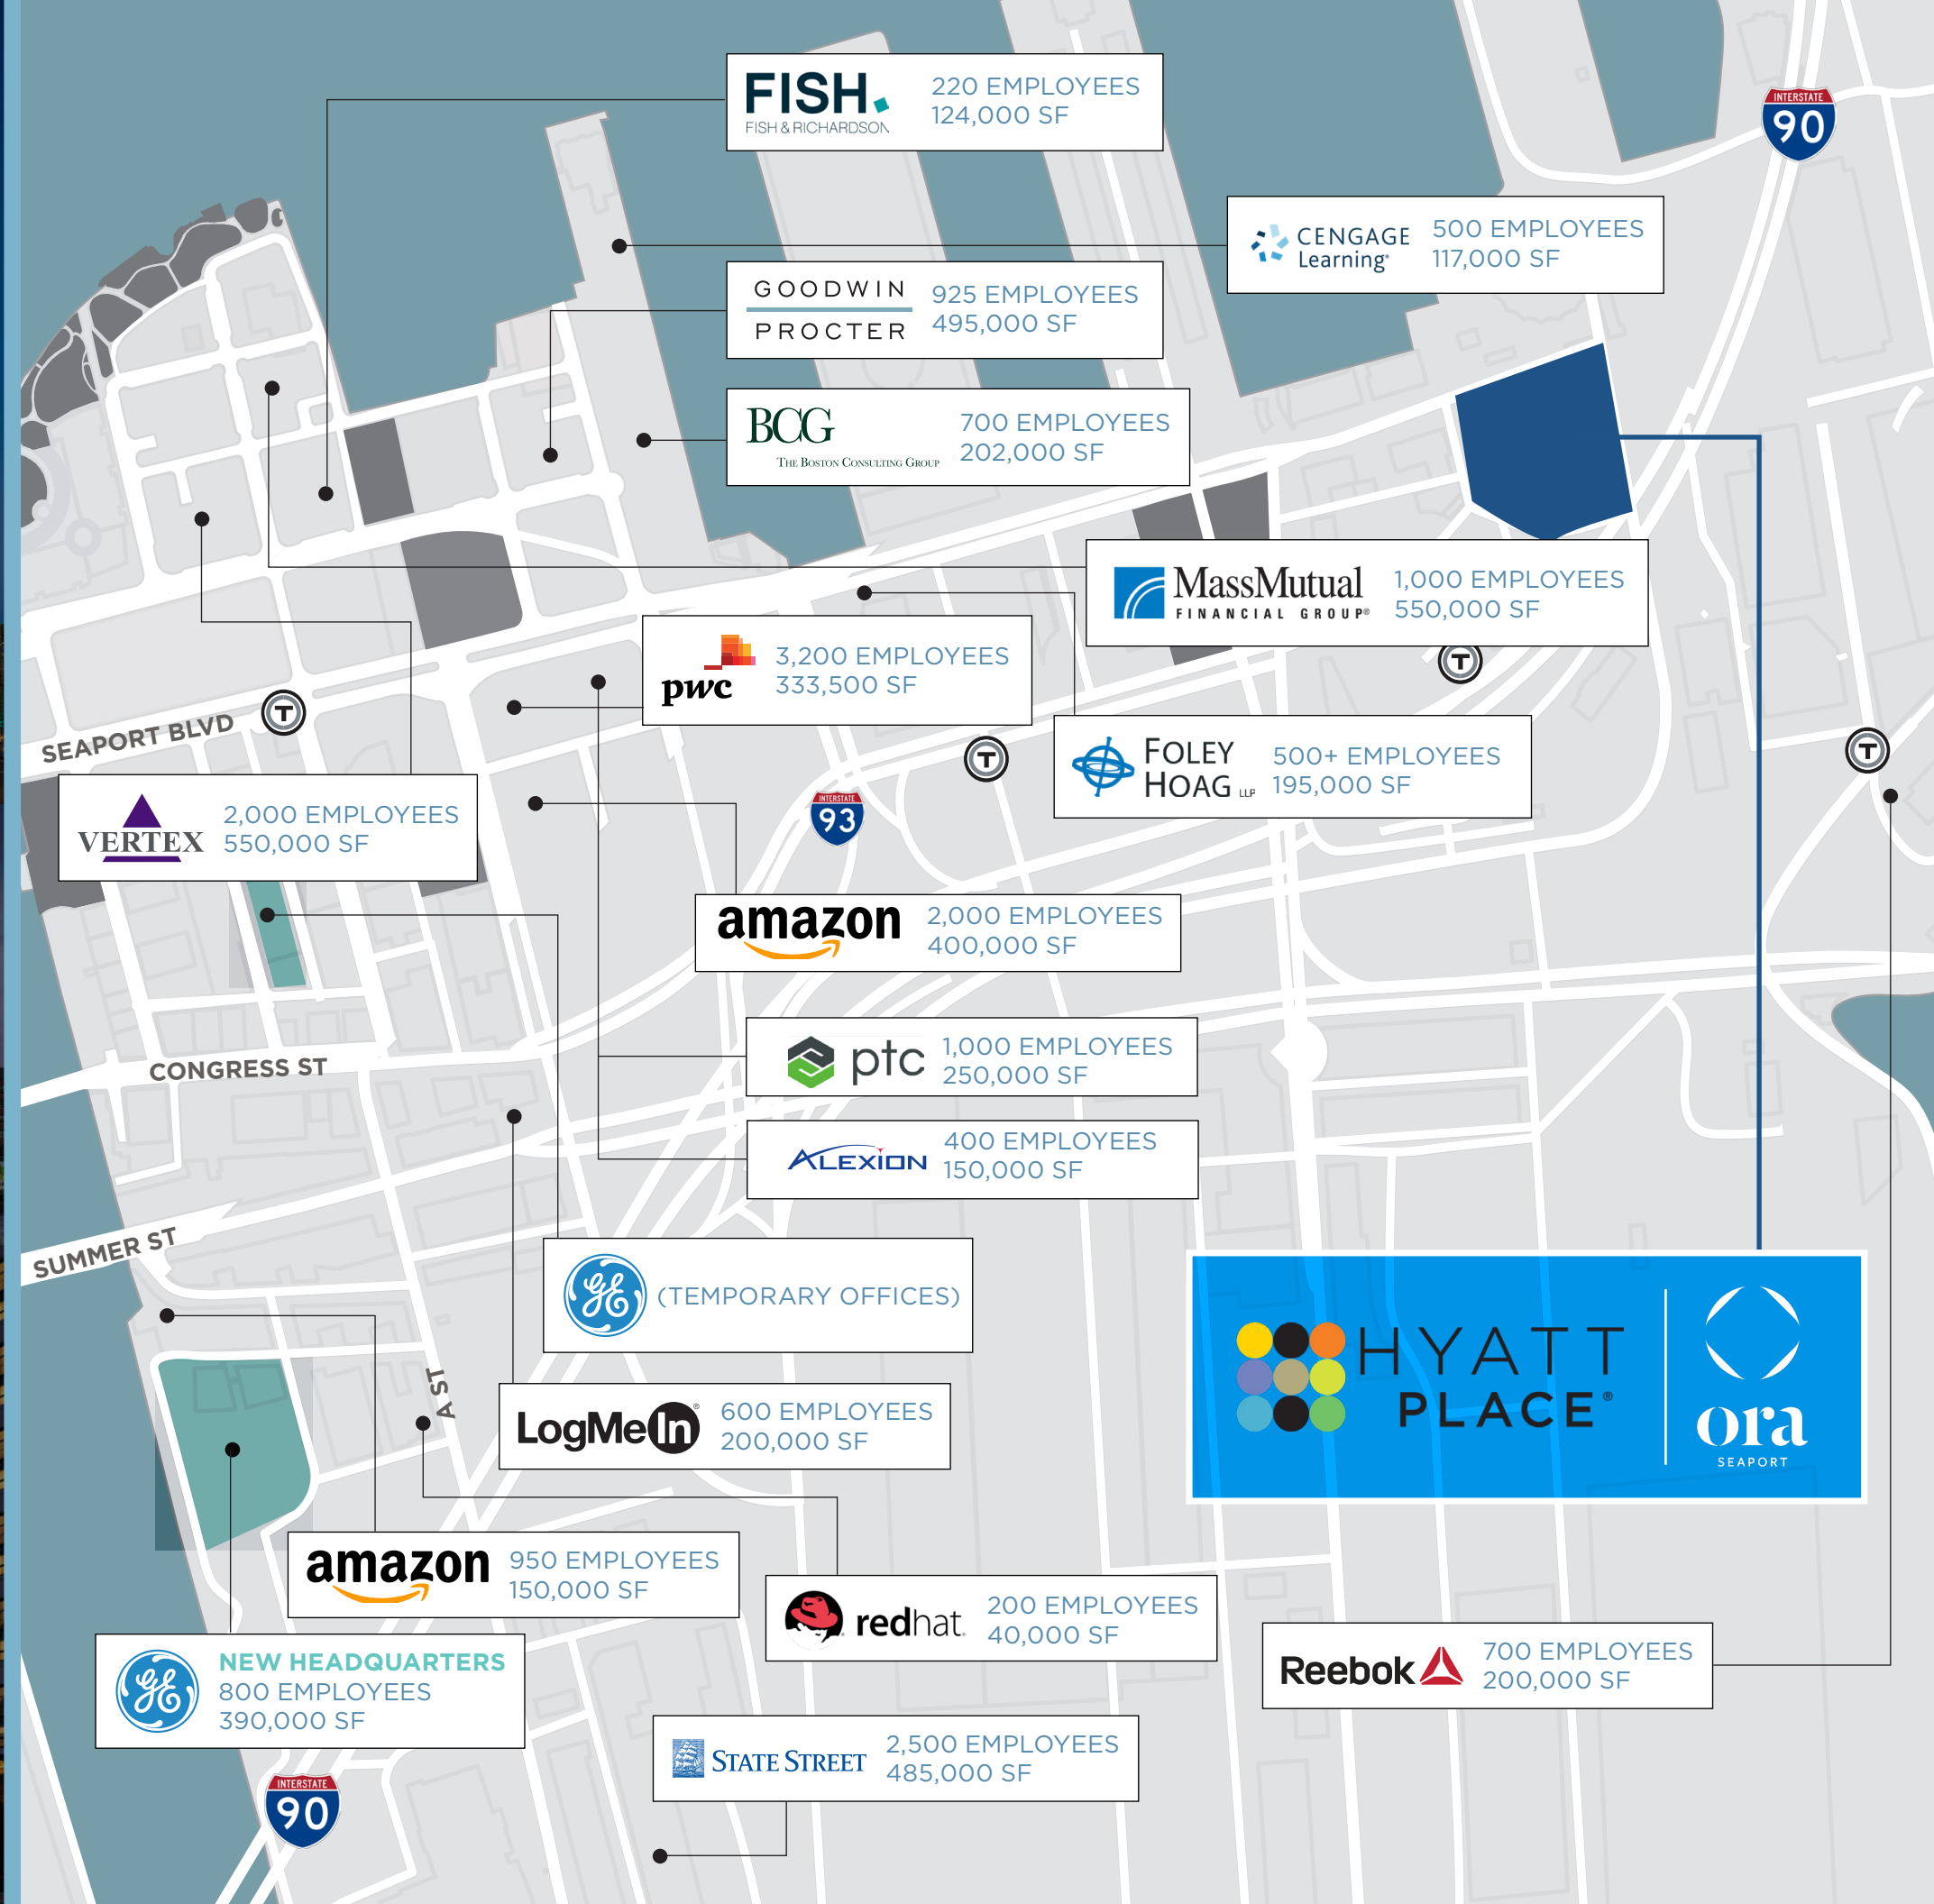 FISH.
FISH & RICHARDSON
220 EMPLOYEES
124,000 SF
INTERSTATE
90
CENGAGE
Learning®
500 EMPLOYEES
117,000 SF
GOODWIN
PROCTER
925 EMPLOYEES
495,000 SF
BCG
THE BOSTON CONSULTING GROUP
700 EMPLOYEES
202,000 SF
MassMutual
FINANCIAL GROUP®
1,000 EMPLOYEES
550,000 SF
pwc
3,200 EMPLOYEES
333,500 SF
T
T
SEAPORT BLVD
T
T
FOLEY
HOAG LLP
500+ EMPLOYEES
195,000 SF
VERTEX
2,000 EMPLOYEES
550,000 SF
INTERSTATE
93
amazon
2,000 EMPLOYEES
400,000 SF
ptc
1,000 EMPLOYEES
250,000 SF
CONGRESS ST
ALEXION
400 EMPLOYEES
150,000 SF
SUMMER ST
GE
(TEMPORARY OFFICES)
HYATT
PLACE®
ora
SEAPORT
A ST
LogMeIn®
600 EMPLOYEES
200,000 SF
amazon
950 EMPLOYEES
150,000 SF
redhat.
200 EMPLOYEES
40,000 SF
Reebok
700 EMPLOYEES
200,000 SF
GE
NEW HEADQUARTERS
800 EMPLOYEES
390,000 SF
STATE STREET
2,500 EMPLOYEES
485,000 SF
INTERSTATE
90